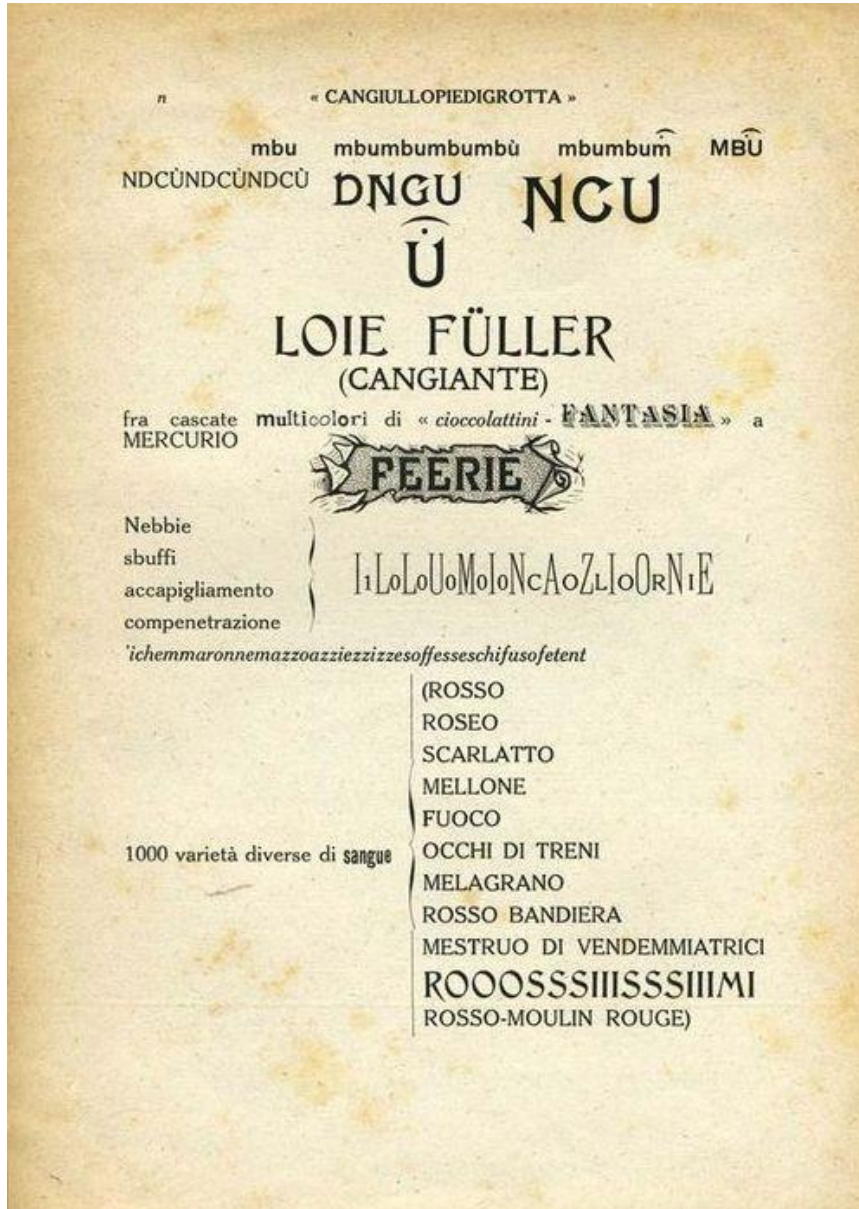 n « CANGIULLOPIEDIGROTTA »
mbu mbumbumbumbù mbumbum̑̇ MBȖ̇
NDCÙNDCÙNDCÙ DNGU NCU
U̇̑
LOIE FÜLLER
(CANGIANTE)
fra cascate multicolori di « cioccolattini - FANTASIA » a
MERCURIO
FEERIE
Nebbie
sbuffi
accapigliamento
compenetrazione
I1L0L0U0M0I0NCAOZLIOORNIE
'ichemmaronnemazzoazziezzizzesoffesseschifusofetent
1000 varietà diverse di sangue
(ROSSO
ROSEO
SCARLATTO
MELLONE
FUOCO
OCCHI DI TRENI
MELAGRANO
ROSSO BANDIERA
MESTRUO DI VENDEMMIATRICI
ROOOSSSIIISSSIIIMI
ROSSO-MOULIN ROUGE)